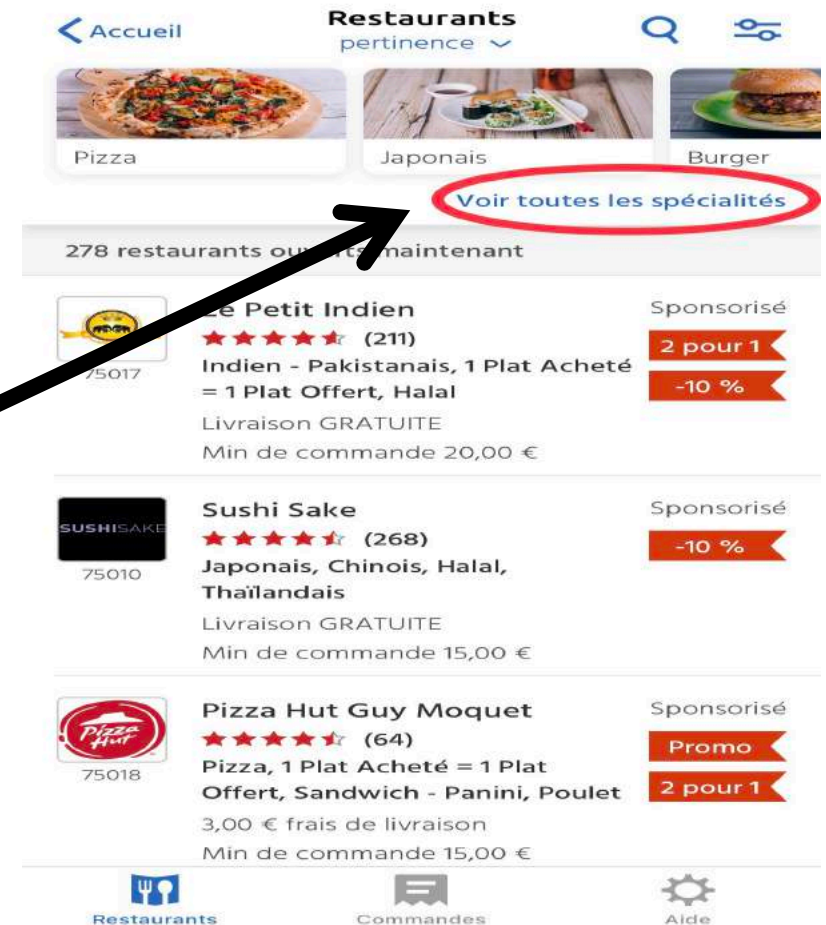 Accueil
Restaurants
pertinence
Pizza
Japonais
Burger
Voir toutes les spécialités
278 restaurants maintenant
Le Petit Indien
(211)
Indien - Pakistanais, 1 Plat Acheté
= 1 Plat Offert, Halal
Livraison GRATUITE
Min de commande 20,00 €
75017
Sponsorisé
2 pour 1
-10 %
SUSHISAKE
75010
Sushi Sake
(268)
Japonais, Chinois, Halal,
Thaïlandais
Livraison GRATUITE
Min de commande 15,00 €
Sponsorisé
-10 %
Pizza Hut
75018
Pizza Hut Guy Moquet
(64)
Pizza, 1 Plat Acheté = 1 Plat
Offert, Sandwich - Panini, Poulet
3,00 € frais de livraison
Min de commande 15,00 €
Sponsorisé
Promo
2 pour 1
Restaurants
Commandes
Aide